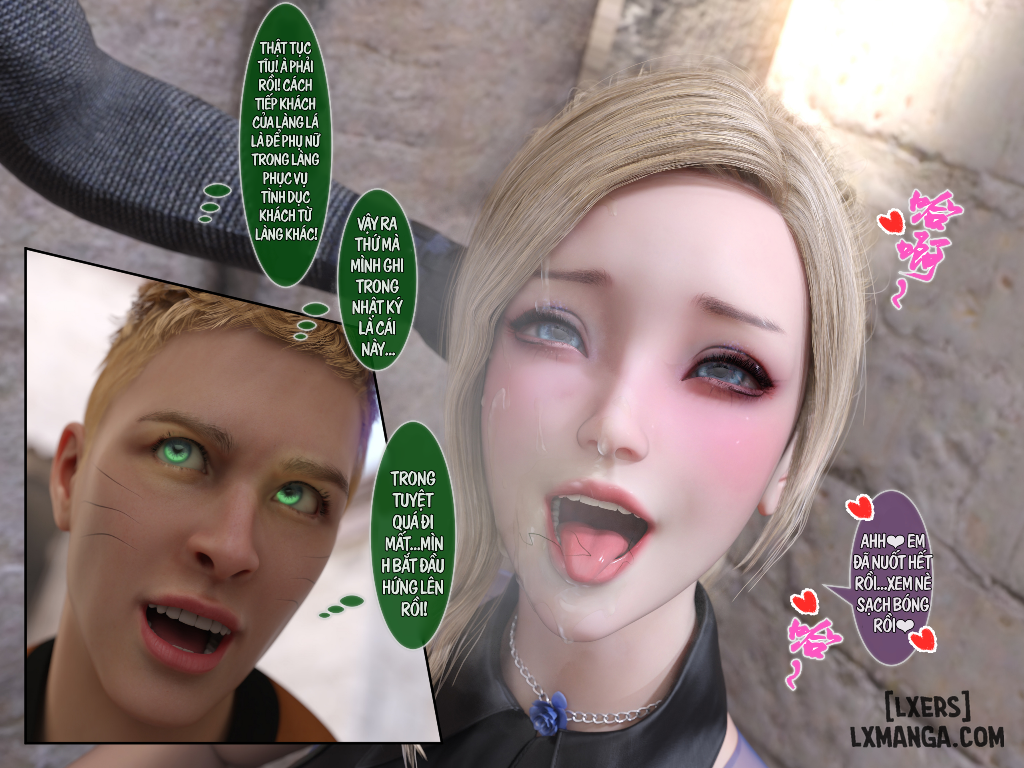 THẬT TỤC
TĨU! À PHẢI
RỒI! CÁCH
TIẾP KHÁCH
CỦA LÀNG LÁ
LÀ ĐỂ PHỤ NỮ
TRONG LÀNG
PHỤC VỤ
TÌNH DỤC
KHÁCH TỪ
LÀNG KHÁC!
VẬY RA
THỨ MÀ
MÌNH GHI
TRONG
NHẬT KÝ
LÀ CÁI
NÀY...
TRONG
TUYỆT
QUÁ ĐI
MẤT...MÌN
H BẮT ĐẦU
HỨNG LÊN
RỒI!
哈
啊
~
AHH❤ EM
ĐÃ NUỐT HẾT
RỒI...XEM NÈ
SẠCH BÓNG
RỒI❤
哈
~
[LXERS]
LXMANGA.COM